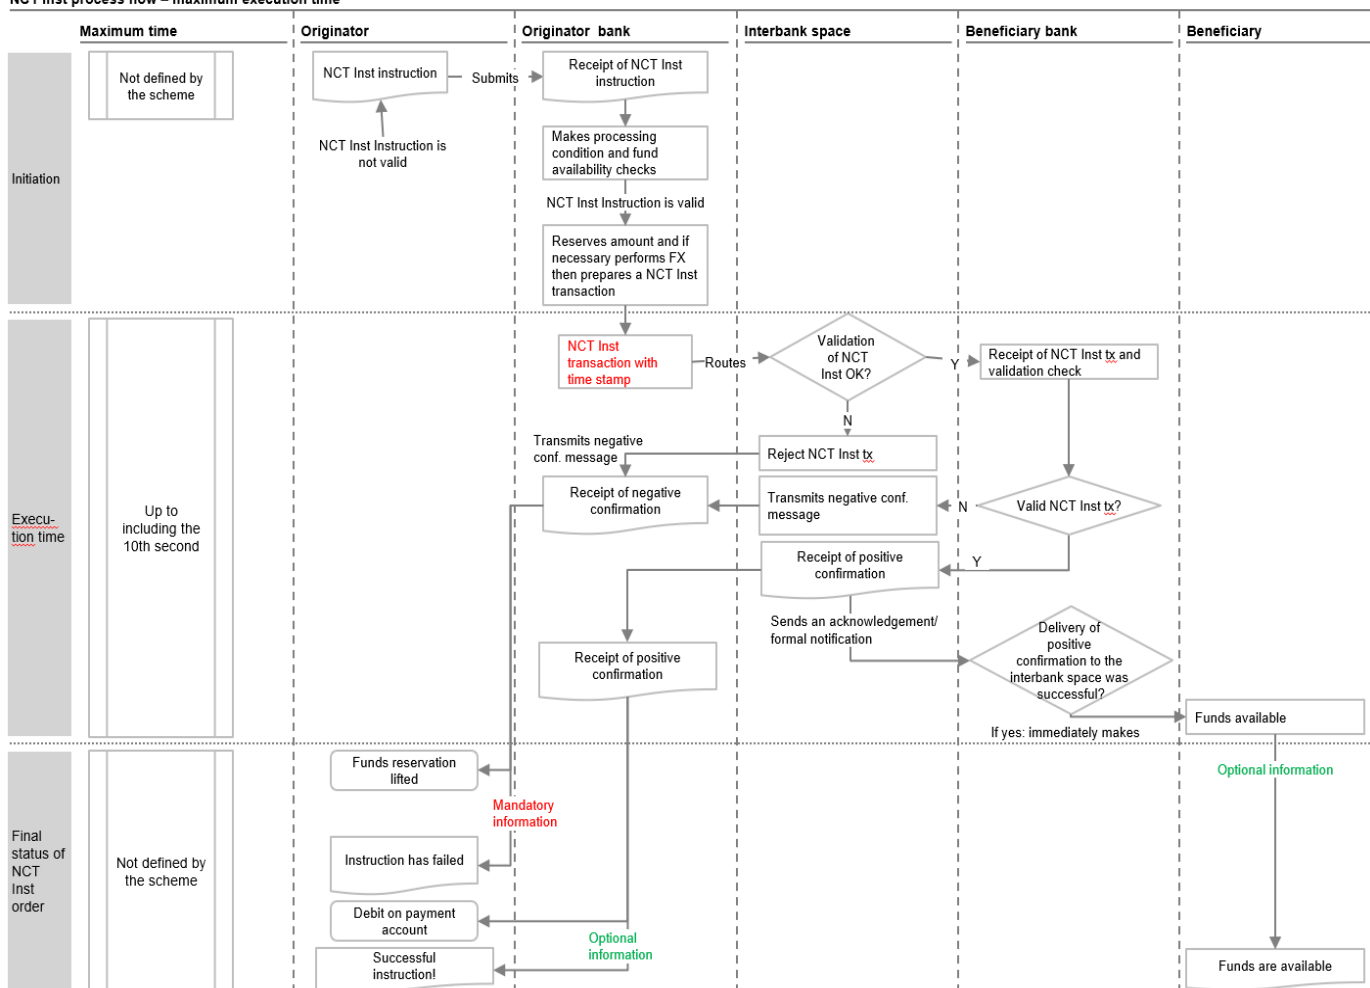 NCT Inst process flow – maximum execution time
Maximum time
Originator
Originator bank
Interbank space
Beneficiary bank
Beneficiary
Initiation
Not defined by
the scheme
NCT Inst instruction
Submits
Receipt of NCT Inst
instruction
NCT Inst Instruction is
not valid
Makes processing
condition and fund
availability checks
NCT Inst Instruction is valid
Reserves amount and if
necessary performs FX
then prepares a NCT Inst
transaction
Execu-
tion time
Up to
including the
10th second
NCT Inst
transaction with
time stamp
Routes
Validation
of NCT
Inst OK?
Y
Receipt of NCT Inst tx and
validation check
N
Transmits negative
conf. message
Reject NCT Inst tx
Receipt of negative
confirmation
Transmits negative conf.
message
N
Valid NCT Inst tx?
Y
Receipt of positive
confirmation
Sends an acknowledgement/
formal notification
Receipt of positive
confirmation
Delivery of
positive
confirmation to the
interbank space was
successful?
If yes: immediately makes
Funds available
Final
status of
NCT
Inst
order
Not defined by
the scheme
Funds reservation
lifted
Mandatory
information
Instruction has failed
Debit on payment
account
Optional
information
Successful
instruction!
Optional information
Funds are available